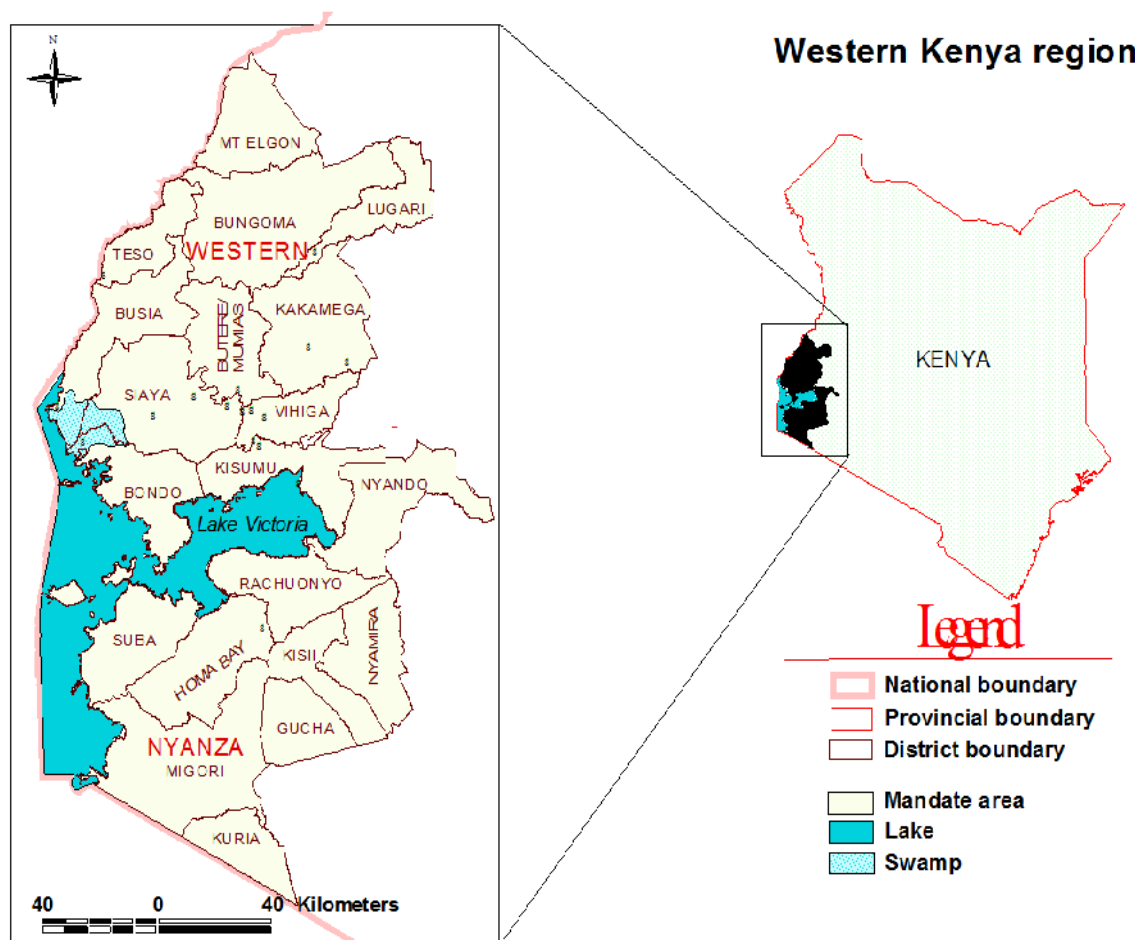 Western Kenya region
N
MT ELGON
LUGARI
BUNGOMA
WESTERN
TESO
BUSIA
BUTERE/
MUMIAS
KAKAMEGA
SIAYA
VIHIGA
KISUMU
NYANDO
BONDO
Lake Victoria
RACHUONYO
SUBA
HOMA BAY
KISII
NYAMIRA
GUCHA
NYANZA
MIGORI
KURIA
40 0 40 Kilometers
KENYA
Legend
National boundary
Provincial boundary
District boundary
Mandate area
Lake
Swamp